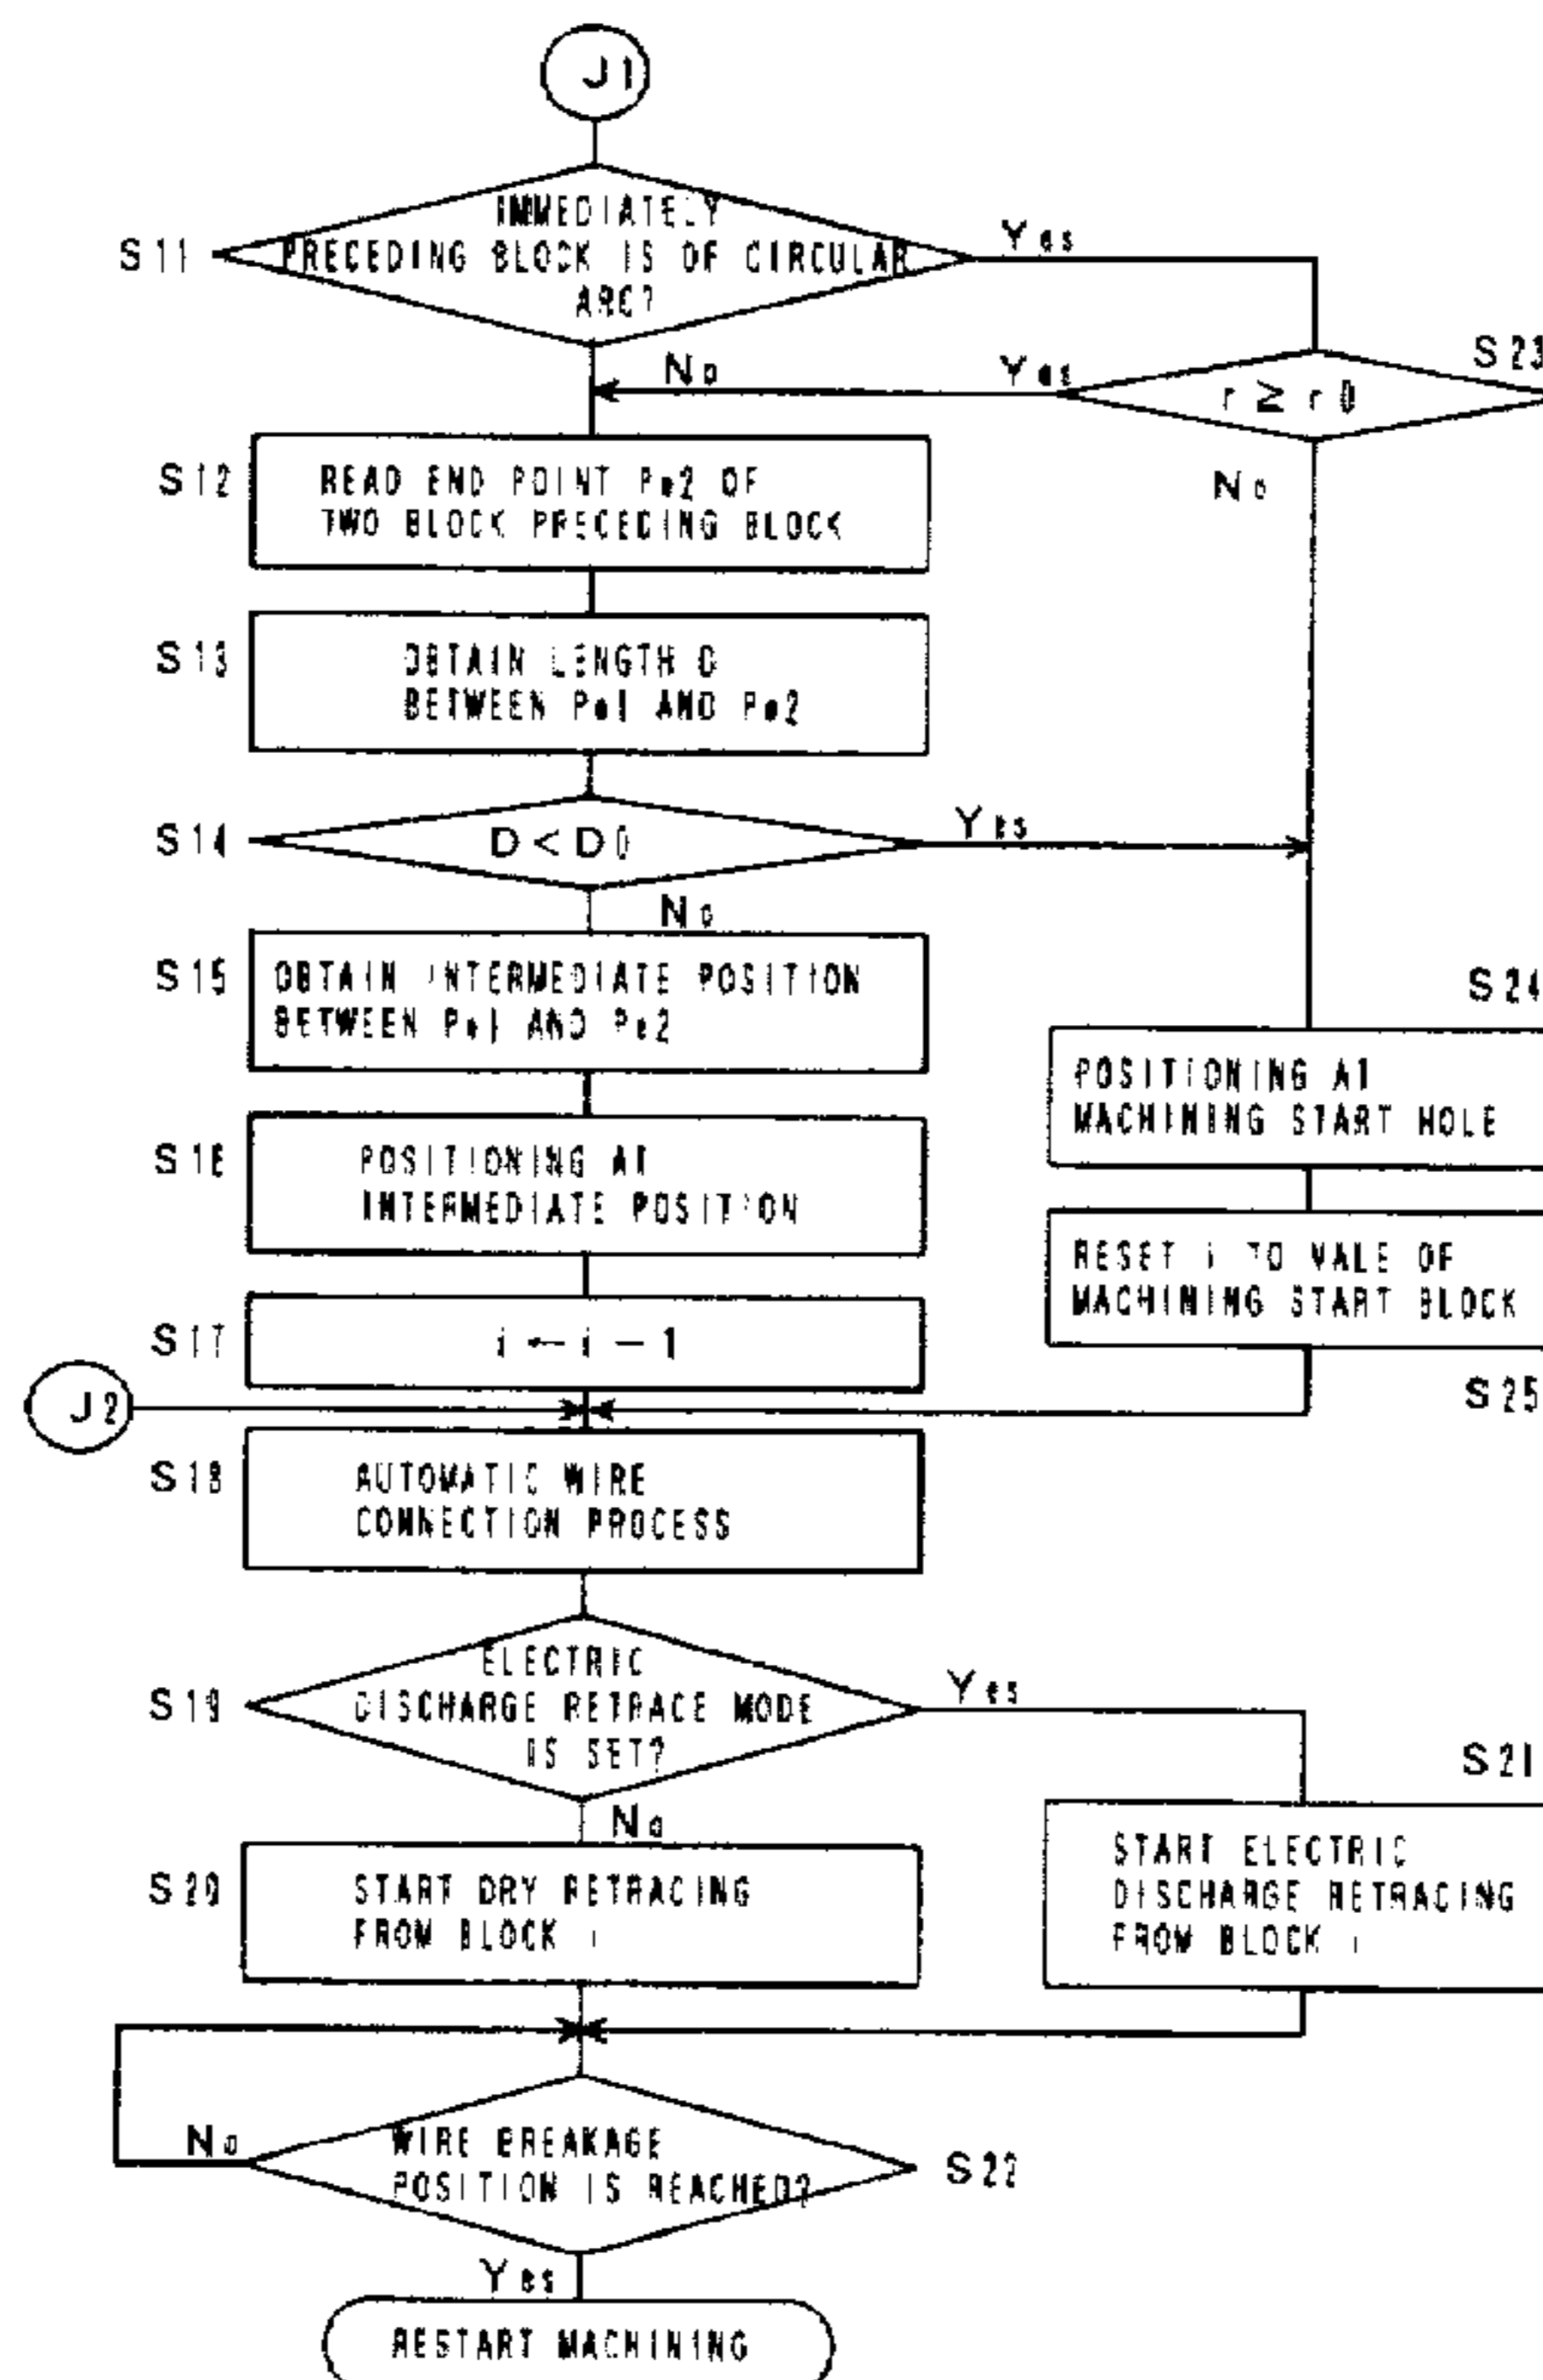 J1
S11
IMMEDIATELY
PRECEDING BLOCK IS OF CIRCULAR
ARC?
Yes
No
Yes
S23
r ≥ r0
No
S12
READ END POINT Pe2 OF
TWO BLOCK PRECEDING BLOCK
S13
OBTAIN LENGTH D
BETWEEN Pe1 AND Pe2
S14
D < D0
Yes
No
S15
OBTAIN INTERMEDIATE POSITION
BETWEEN Pe1 AND Pe2
S24
POSITIONING AT
MACHINING START HOLE
S16
POSITIONING AT
INTERMEDIATE POSITION
RESET i TO VALE OF
MACHINING START BLOCK
S25
S17
i ← i − 1
J2
S18
AUTOMATIC WIRE
CONNECTION PROCESS
S19
ELECTRIC
DISCHARGE RETRACE MODE
IS SET?
Yes
No
S21
START ELECTRIC
DISCHARGE RETRACING
FROM BLOCK i
S20
START DRY RETRACING
FROM BLOCK i
No
WIRE BREAKAGE
POSITION IS REACHED?
S22
Yes
RESTART MACHINING